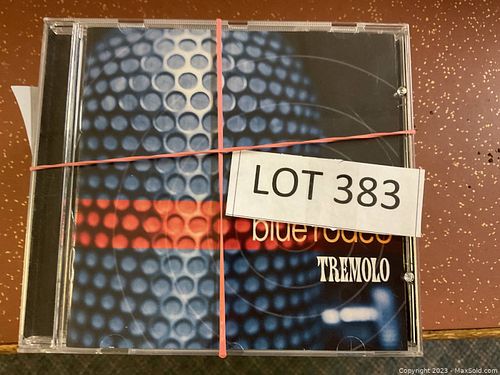 LOT 383
blue rodeo
TREMOLO
Copyright 2023 - MaxSold.com